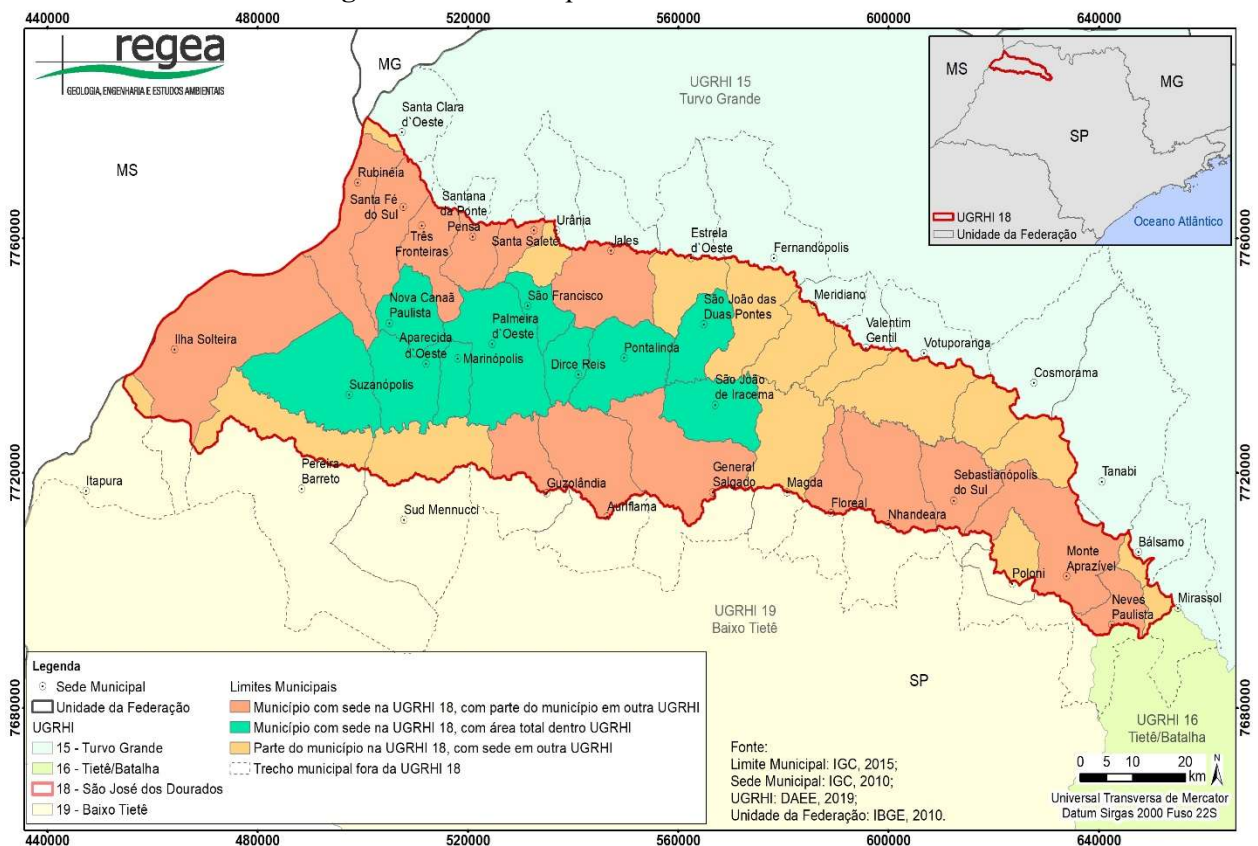 440000 480000 520000 560000 600000 640000
regea
GEOLOGIA, ENGENHARIA E ESTUDOS AMBIENTAIS
MG
MS
UGRHI 15
Turvo Grande
Santa Clara
d`Oeste
Rubinéia
Santa Fé
do Sul
Três
Fronteiras
Santana
da Ponte
Pensa
Santa Salete
Urânia
Jales
Estrela
d`Oeste
Fernandópolis
Meridiano
Valentim
Gentil
Votuporanga
Cosmorama
Tanabi
Bálsamo
Mirassol
Ilha Solteira
Nova Canaã
Paulista
Aparecida
d`Oeste
Suzanópolis
Marinópolis
Palmeira
d`Oeste
São Francisco
Dirce Reis
Pontalinda
São João das
Duas Pontes
São João
de Iracema
Itapura
Pereira
Barreto
Sud Mennucci
Guzolândia
Auriflama
General
Salgado
Magda
Floreal
Nhandeara
Sebastianópolis
do Sul
Poloni
Monte
Aprazível
Neves
Paulista
UGRHI 19
Baixo Tietê
SP
UGRHI 16
Tietê/Batalha
MS
MG
SP
Oceano Atlântico
UGRHI 18
Unidade da Federação
7760000
7720000
7680000
7760000
7720000
7680000
Legenda
Sede Municipal
Unidade da Federação
UGRHI
15 - Turvo Grande
16 - Tietê/Batalha
18 - São José dos Dourados
19 - Baixo Tietê
Limites Municipais
Município com sede na UGRHI 18, com parte do município em outra UGRHI
Município com sede na UGRHI 18, com área total dentro UGRHI
Parte do município na UGRHI 18, com sede em outra UGRHI
Trecho municipal fora da UGRHI 18
Fonte:
Limite Municipal: IGC, 2015;
Sede Municipal: IGC, 2010;
UGRHI: DAEE, 2019;
Unidade da Federação: IBGE, 2010.
N
0 5 10 20
km
Universal Transversa de Mercator
Datum Sirgas 2000 Fuso 22S
440000 480000 520000 560000 600000 640000